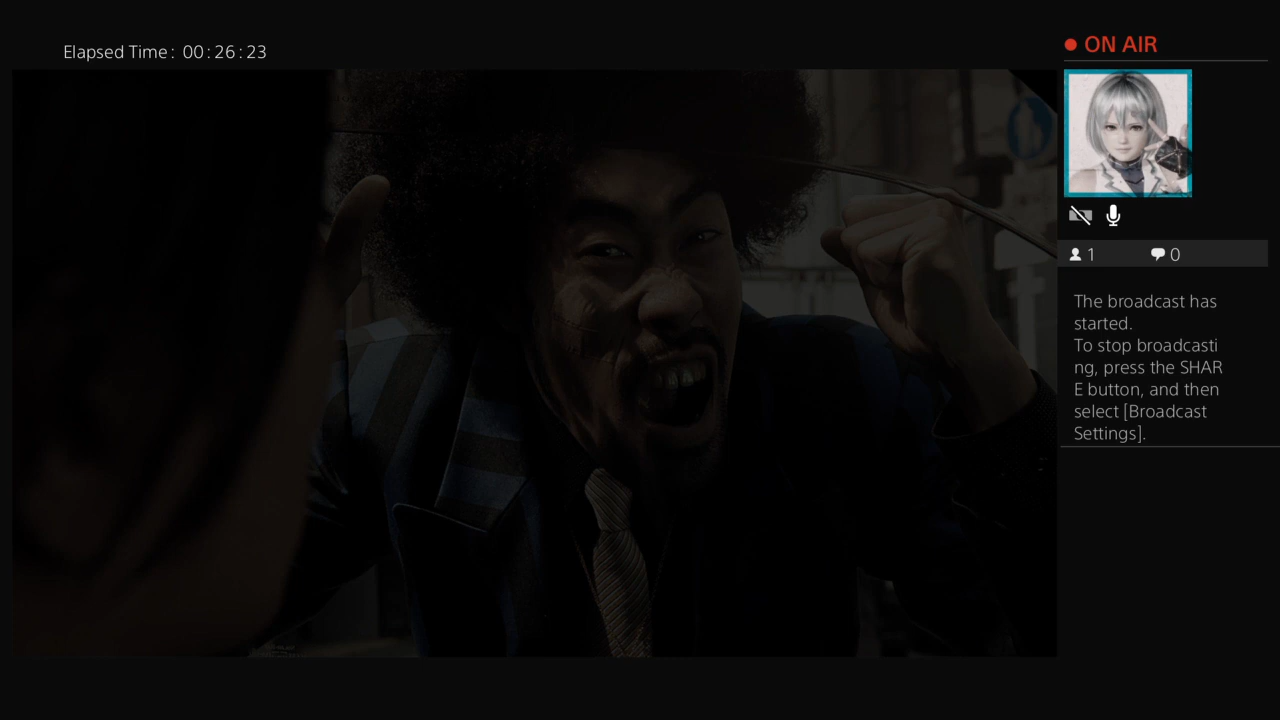 Elapsed Time: 00:26:23
ON AIR
1 0
The broadcast has
started.
To stop broadcasti
ng, press the SHAR
E button, and then
select [Broadcast
Settings].